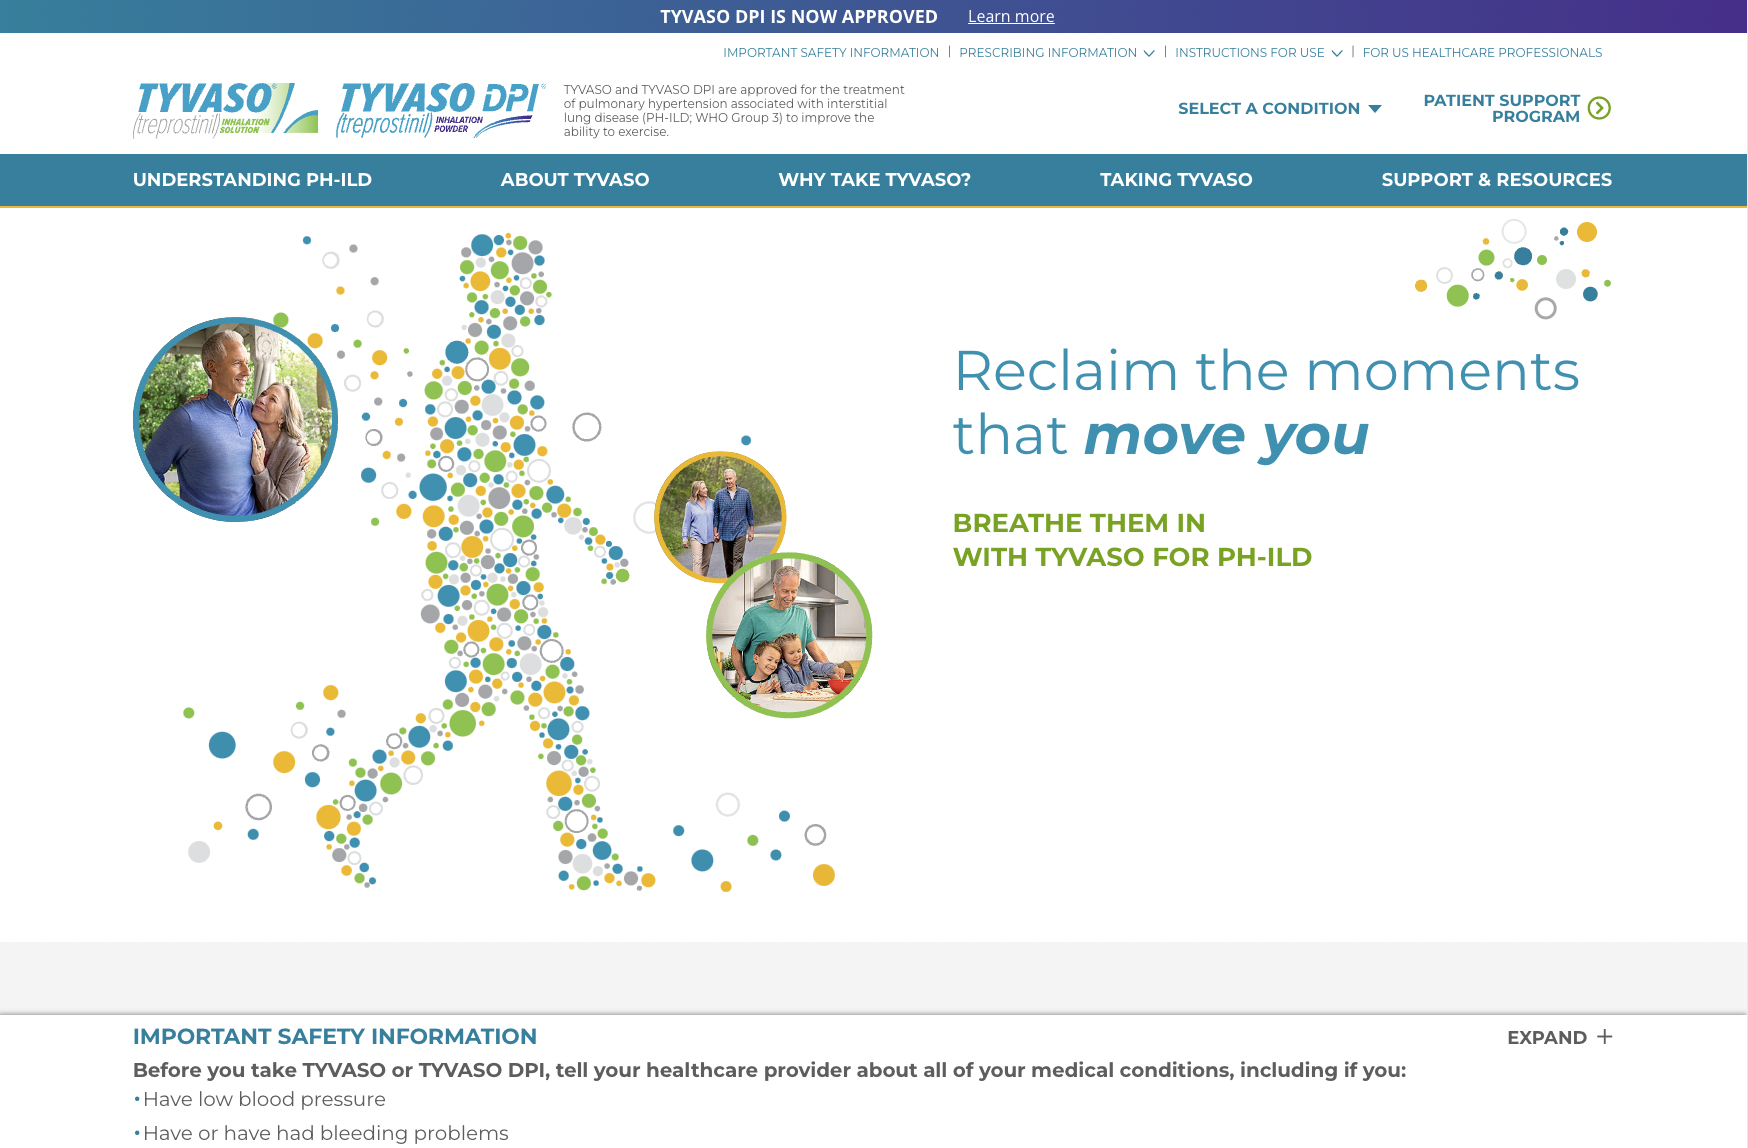 TYVASO DPI IS NOW APPROVED Learn more
IMPORTANT SAFETY INFORMATION | PRESCRIBING INFORMATION | INSTRUCTIONS FOR USE | FOR US HEALTHCARE PROFESSIONALS
TYVASO®
(treprostinil) INHALATION SOLUTION
TYVASO DPI®
(treprostinil) INHALATION POWDER
TYVASO and TYVASO DPI are approved for the treatment
of pulmonary hypertension associated with interstitial
lung disease (PH-ILD; WHO Group 3) to improve the
ability to exercise.
SELECT A CONDITION
PATIENT SUPPORT
PROGRAM
UNDERSTANDING PH-ILD ABOUT TYVASO WHY TAKE TYVASO? TAKING TYVASO SUPPORT & RESOURCES
Reclaim the moments
that move you
BREATHE THEM IN
WITH TYVASO FOR PH-ILD
IMPORTANT SAFETY INFORMATION
EXPAND +
Before you take TYVASO or TYVASO DPI, tell your healthcare provider about all of your medical conditions, including if you:
• Have low blood pressure
• Have or have had bleeding problems